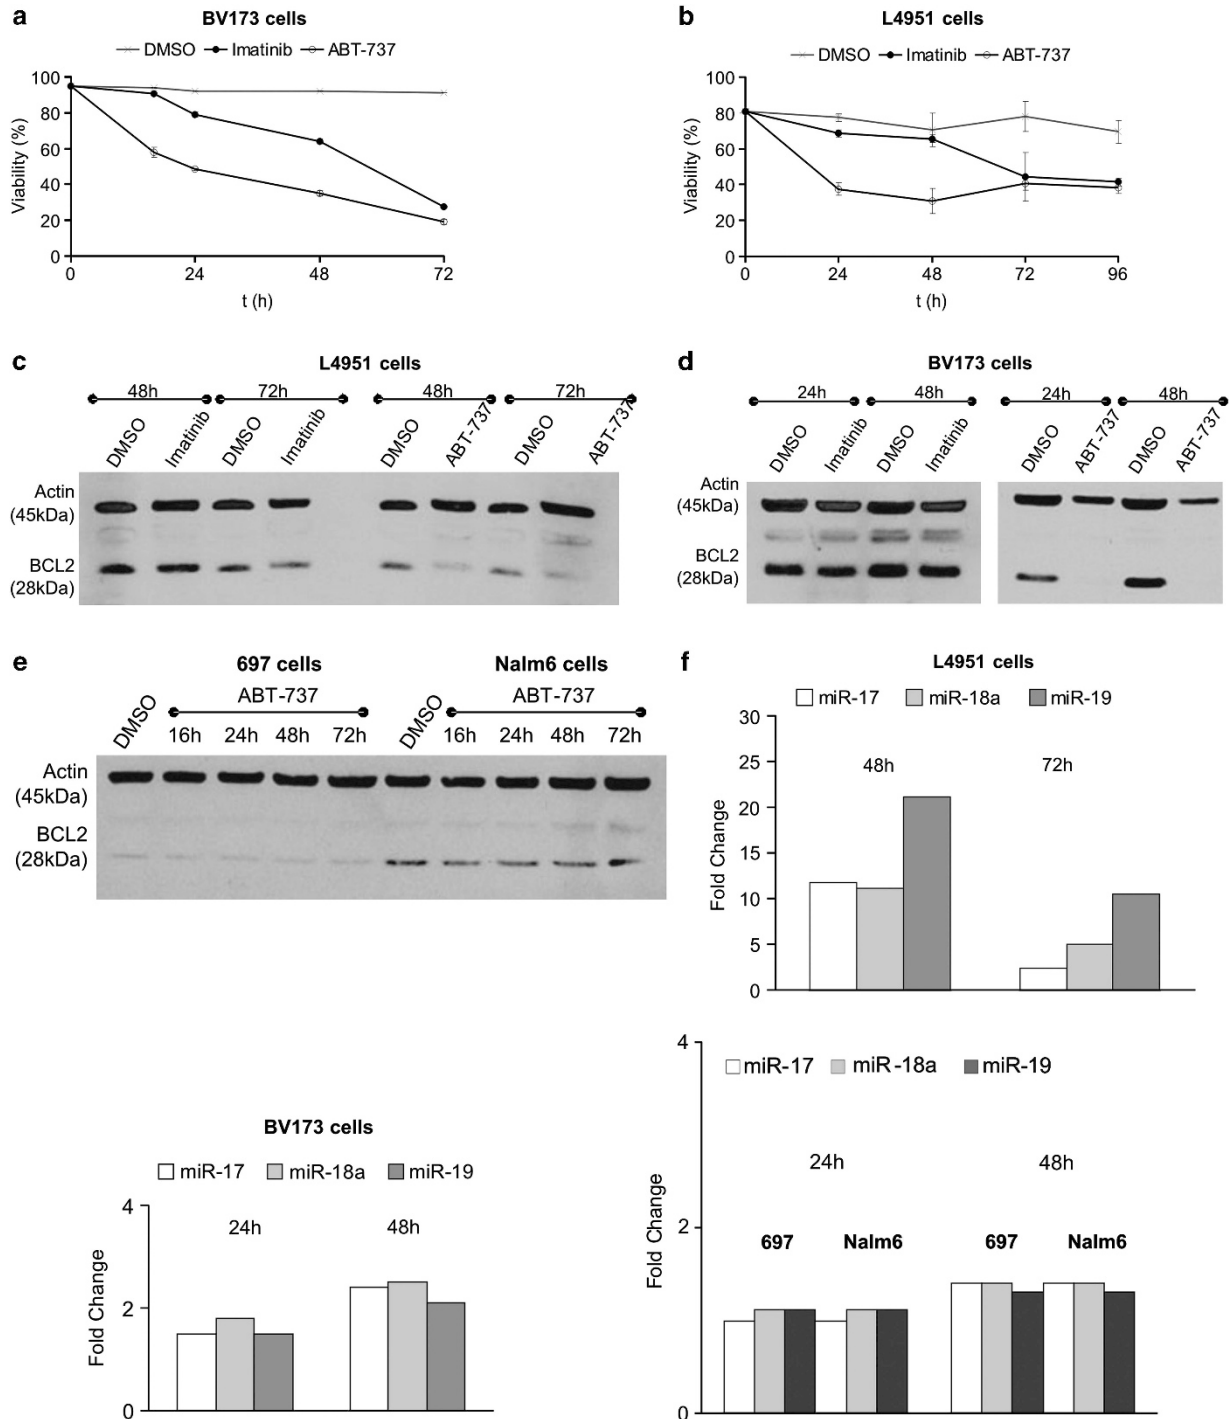 a
BV173 cells
DMSO Imatinib ABT-737
100
80
60
40
20
0
Viability (%)
0 24 48 72
t (h)
b
L4951 cells
DMSO Imatinib ABT-737
100
80
60
40
20
0
Viability (%)
0 24 48 72 96
t (h)
c
L4951 cells
48h 72h 48h 72h
DMSO Imatinib DMSO Imatinib DMSO ABT-737 DMSO ABT-737
Actin
(45kDa)
BCL2
(28kDa)
d
BV173 cells
24h 48h 24h 48h
DMSO Imatinib DMSO Imatinib DMSO ABT-737 DMSO ABT-737
Actin
(45kDa)
BCL2
(28kDa)
e
697 cells Nalm6 cells
DMSO ABT-737 DMSO ABT-737
16h 24h 48h 72h 16h 24h 48h 72h
Actin
(45kDa)
BCL2
(28kDa)
f
L4951 cells
miR-17 miR-18a miR-19
30
25
20
15
10
5
0
Fold Change
48h 72h
BV173 cells
miR-17 miR-18a miR-19
4
2
0
Fold Change
24h 48h
miR-17 miR-18a miR-19
4
2
0
Fold Change
24h 48h
697 Nalm6 697 Nalm6